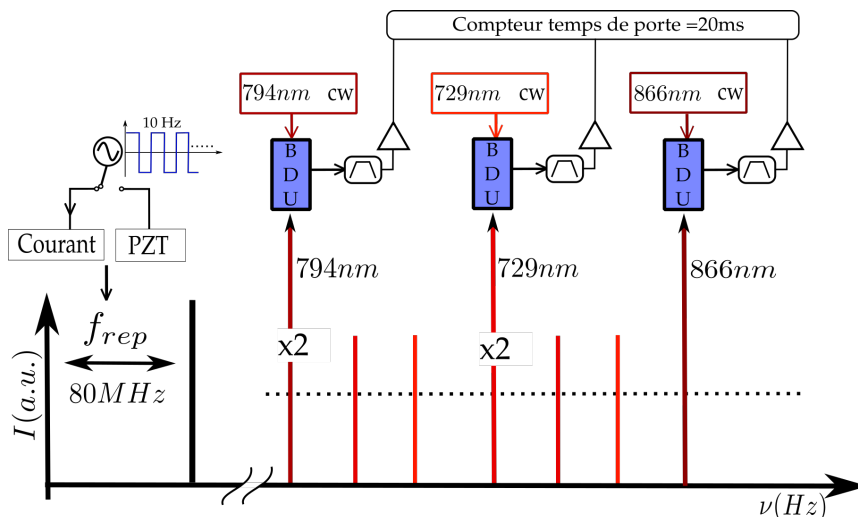 Compteur temps de porte =20ms
794nm cw
729nm cw
866nm cw
10 Hz
B
D
U
B
D
U
B
D
U
Courant
PZT
794nm
729nm
866nm
f_rep
x2
x2
80MHz
I(a.u.)
ν(Hz)